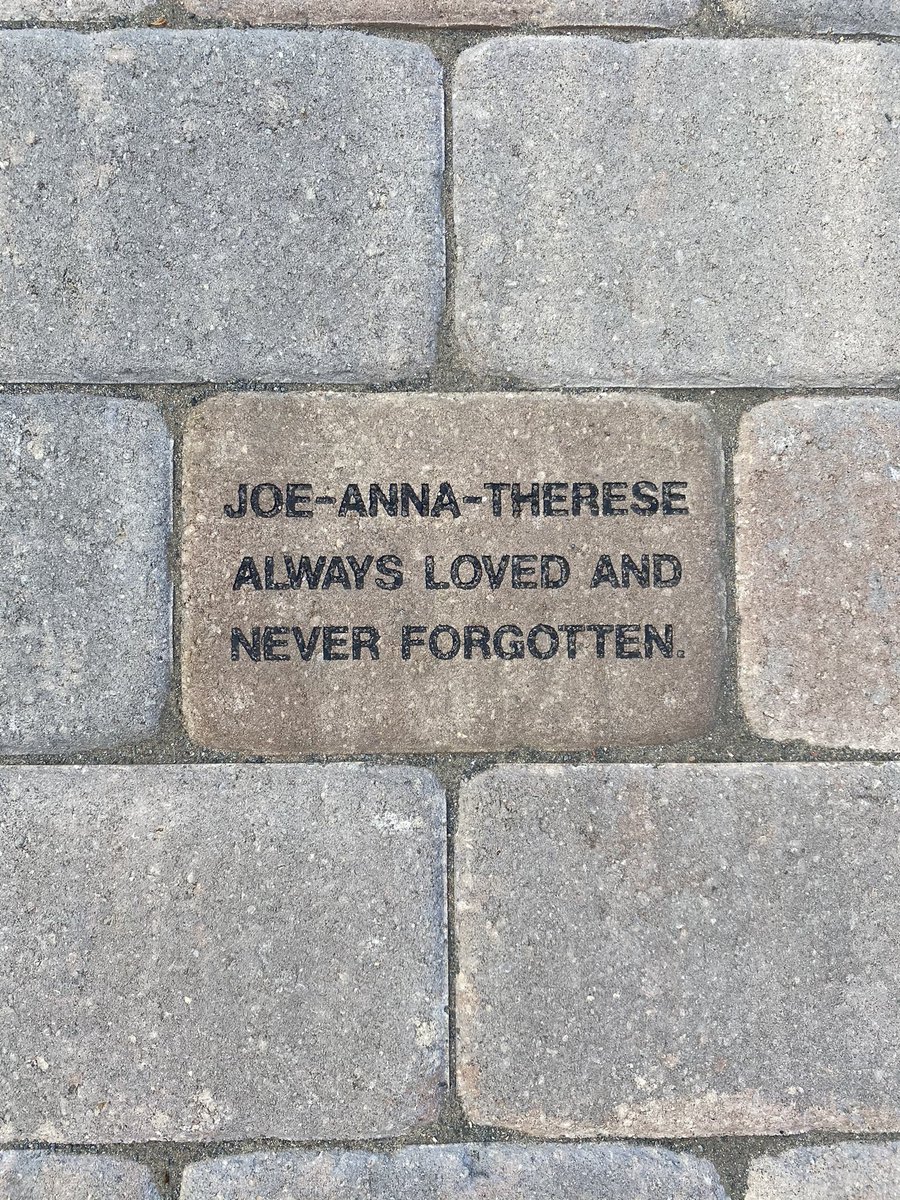 JOE-ANNA-THERESE
ALWAYS LOVED AND
NEVER FORGOTTEN.